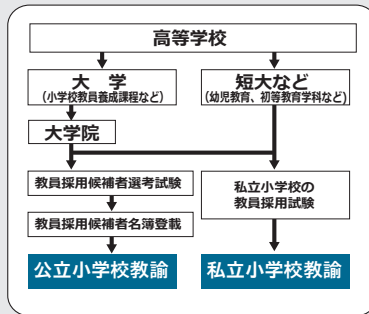 高等学校
大 学
(小学校教員養成課程など)
短大など
(幼児教育、初等教育学科など)
大学院
教員採用候補者選考試験
私立小学校の
教員採用試験
教員採用候補者名簿登載
公立小学校教諭
私立小学校教諭